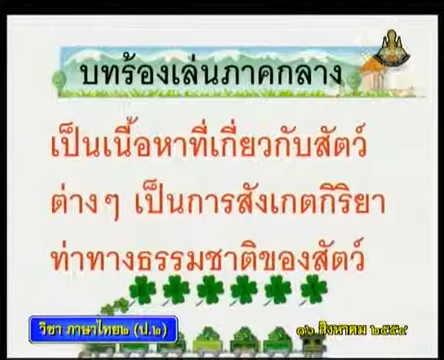 บทร้องเล่นภาคกลาง
เป็นเนื้อหาที่เกี่ยวกับสัตว์
ต่างๆ เป็นการสังเกตกิริยา
ท่าทางธรรมชาติของสัตว์
วิชา ภาษาไทย๒ (ป.๒)
๑๖ สิงหาคม ๒๕๕๔